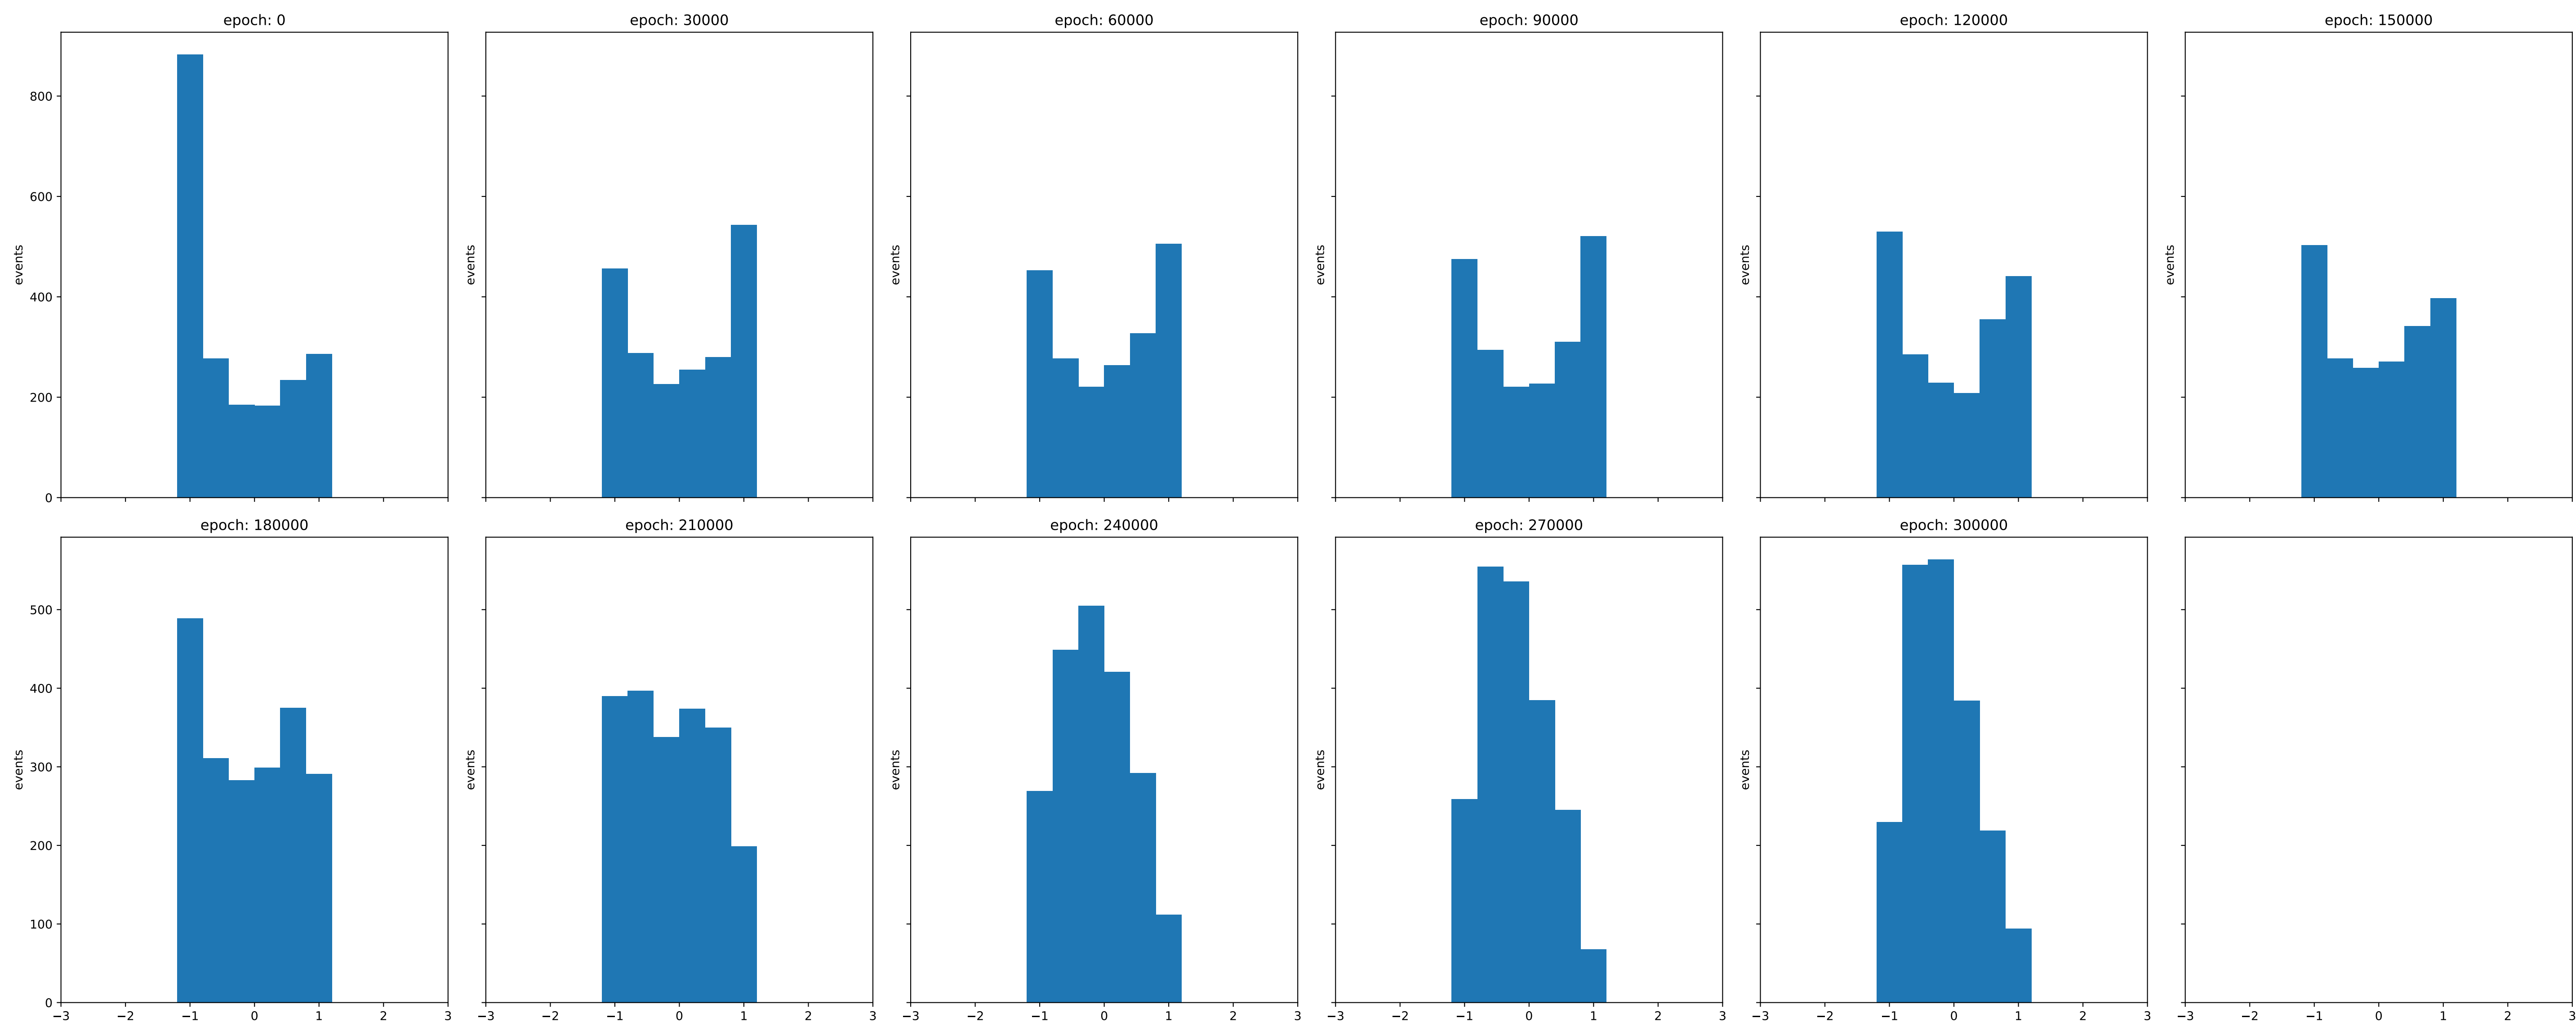 epoch: 0
epoch: 30000
epoch: 60000
epoch: 90000
epoch: 120000
epoch: 150000
800
600
400
200
0
events
events
events
events
events
events
epoch: 180000
epoch: 210000
epoch: 240000
epoch: 270000
epoch: 300000
500
400
300
200
100
0
events
events
events
events
events
−3 −2 −1 0 1 2 3
−3 −2 −1 0 1 2 3
−3 −2 −1 0 1 2 3
−3 −2 −1 0 1 2 3
−3 −2 −1 0 1 2 3
−3 −2 −1 0 1 2 3